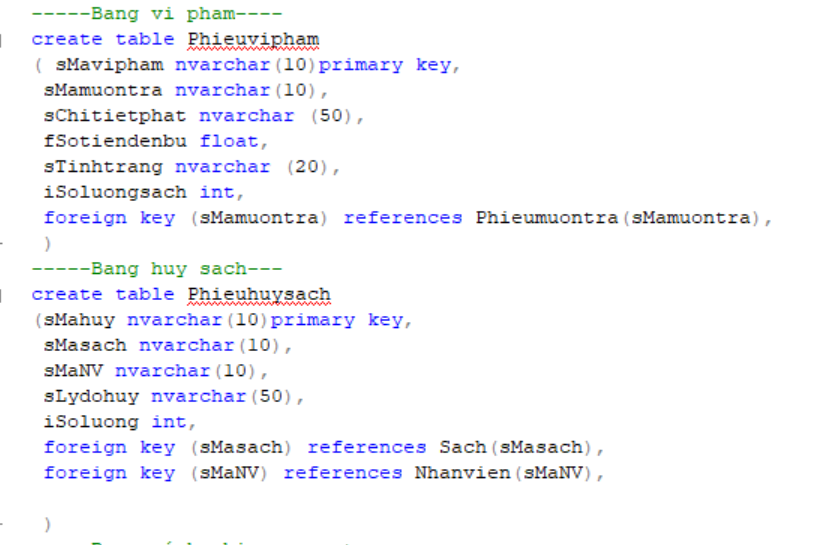 -----Bang vi pham----
create table Phieuvipham
( sMavipham nvarchar(10)primary key,
sMamuontra nvarchar(10),
sChitietphat nvarchar (50),
fSotiendenbu float,
sTinhtrang nvarchar (20),
iSoluongsach int,
foreign key (sMamuontra) references Phieumuontra(sMamuontra),
)
-----Bang huy sach---
create table Phieuhuysach
(sMahuy nvarchar(10)primary key,
sMasach nvarchar(10),
sMaNV nvarchar(10),
sLydohuy nvarchar(50),
iSoluong int,
foreign key (sMasach) references Sach(sMasach),
foreign key (sMaNV) references Nhanvien(sMaNV),
)